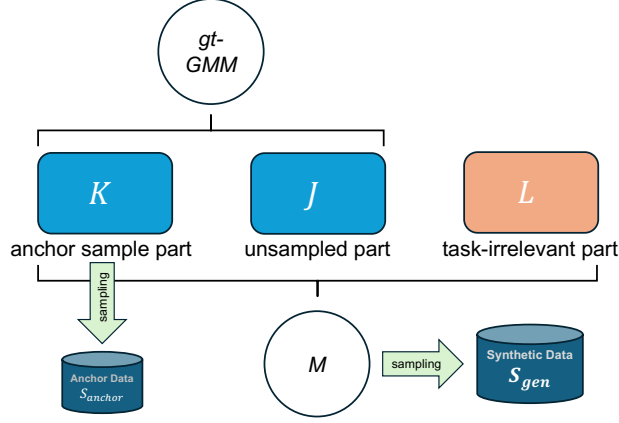 gt-
GMM
K
J
L
anchor sample part
unsampled part
task-irrelevant part
sampling
Anchor Data
S_anchor
M
sampling
Synthetic Data
S_gen